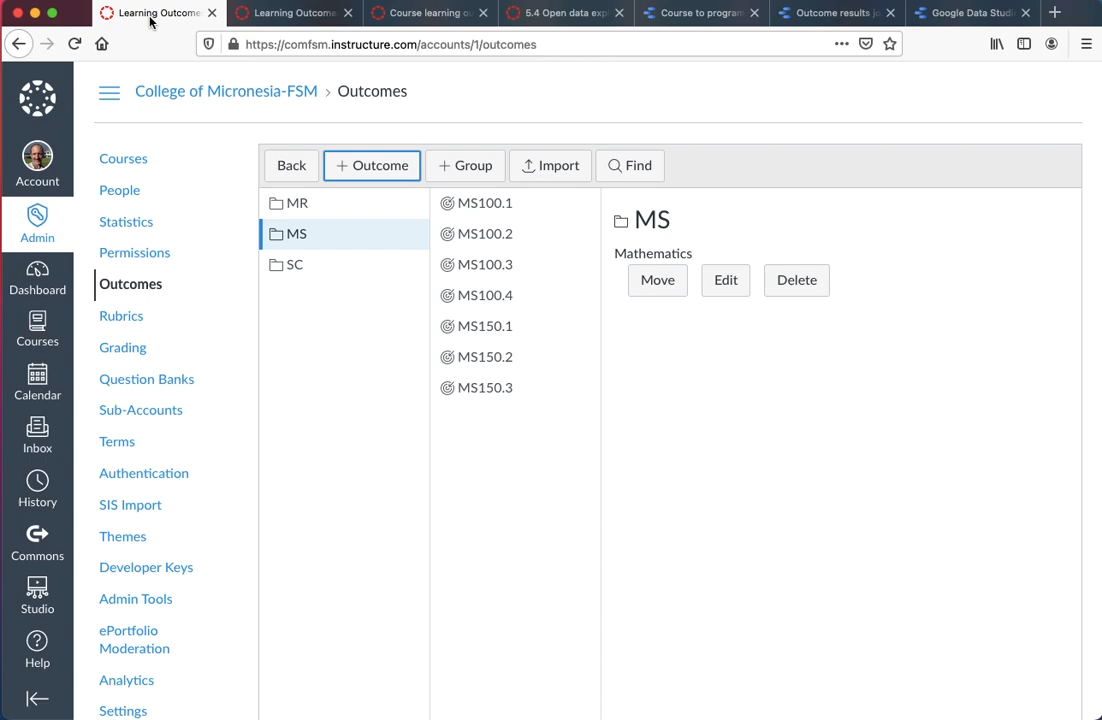 Learning Outcome
Learning Outcome
Course learning ou
5.4 Open data exp
Course to program
Outcome results jo
Google Data Studi
https://comfsm.instructure.com/accounts/1/outcomes
College of Micronesia-FSM > Outcomes
Account
Admin
Dashboard
Courses
Calendar
Inbox
History
Commons
Studio
Help
Courses
People
Statistics
Permissions
Outcomes
Rubrics
Grading
Question Banks
Sub-Accounts
Terms
Authentication
SIS Import
Themes
Developer Keys
Admin Tools
ePortfolio
Moderation
Analytics
Settings
Back
+ Outcome
+ Group
Import
Find
MR
MS
SC
MS100.1
MS100.2
MS100.3
MS100.4
MS150.1
MS150.2
MS150.3
MS
Mathematics
Move
Edit
Delete